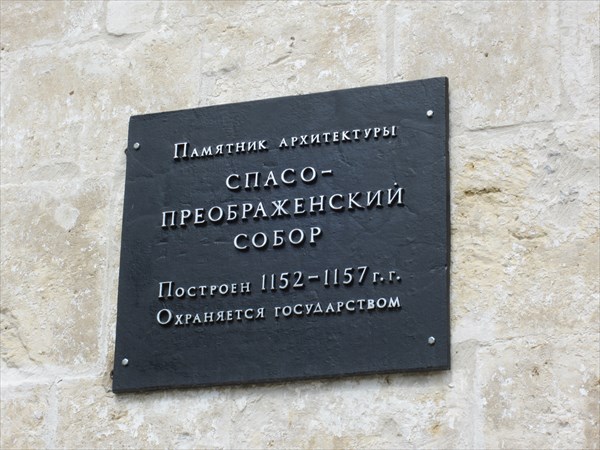 Памятник архитектуры
СПАСО-
ПРЕОБРАЖЕНСКИЙ
СОБОР
Построен 1152-1157 г.г.
Охраняется государством